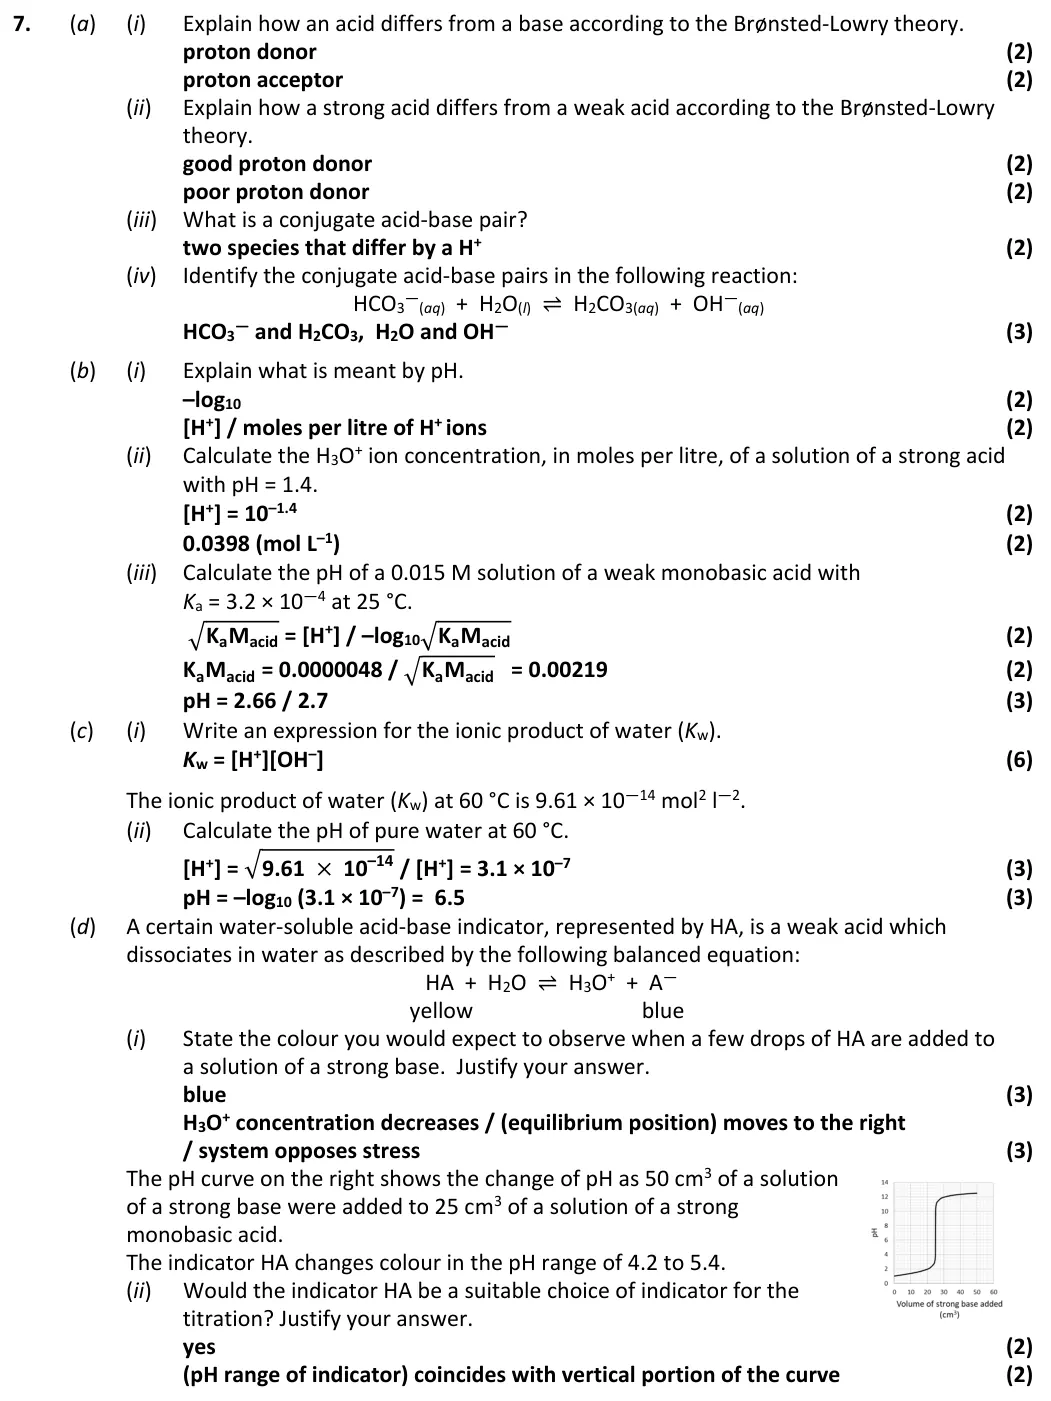 7. (a) (i) Explain how an acid differs from a base according to the Brønsted-Lowry theory.
proton donor (2)
proton acceptor (2)
(ii) Explain how a strong acid differs from a weak acid according to the Brønsted-Lowry
theory.
good proton donor (2)
poor proton donor (2)
(iii) What is a conjugate acid-base pair?
two species that differ by a H⁺ (2)
(iv) Identify the conjugate acid-base pairs in the following reaction:
HCO₃⁻(aq) + H₂O(l) ⇌ H₂CO₃(aq) + OH⁻(aq)
HCO₃⁻ and H₂CO₃, H₂O and OH⁻ (3)
(b) (i) Explain what is meant by pH.
–log₁₀ (2)
[H⁺] / moles per litre of H⁺ ions (2)
(ii) Calculate the H₃O⁺ ion concentration, in moles per litre, of a solution of a strong acid
with pH = 1.4.
[H⁺] = 10⁻¹·⁴ (2)
0.0398 (mol L⁻¹) (2)
(iii) Calculate the pH of a 0.015 M solution of a weak monobasic acid with
Kₐ = 3.2 × 10⁻⁴ at 25 °C.
√(KₐM_acid) = [H⁺] / –log₁₀√(KₐM_acid) (2)
KₐM_acid = 0.0000048 / √(KₐM_acid) = 0.00219 (2)
pH = 2.66 / 2.7 (3)
(c) (i) Write an expression for the ionic product of water (K_w).
K_w = [H⁺][OH⁻] (6)
The ionic product of water (K_w) at 60 °C is 9.61 × 10⁻¹⁴ mol² l⁻².
(ii) Calculate the pH of pure water at 60 °C.
[H⁺] = √(9.61 × 10⁻¹⁴) / [H⁺] = 3.1 × 10⁻⁷ (3)
pH = –log₁₀ (3.1 × 10⁻⁷) = 6.5 (3)
(d) A certain water-soluble acid-base indicator, represented by HA, is a weak acid which
dissociates in water as described by the following balanced equation:
HA + H₂O ⇌ H₃O⁺ + A⁻
yellow blue
(i) State the colour you would expect to observe when a few drops of HA are added to
a solution of a strong base. Justify your answer.
blue (3)
H₃O⁺ concentration decreases / (equilibrium position) moves to the right
/ system opposes stress (3)
The pH curve on the right shows the change of pH as 50 cm³ of a solution
of a strong base were added to 25 cm³ of a solution of a strong
monobasic acid.
The indicator HA changes colour in the pH range of 4.2 to 5.4.
(ii) Would the indicator HA be a suitable choice of indicator for the
titration? Justify your answer.
yes (2)
(pH range of indicator) coincides with vertical portion of the curve (2)
14
12
10
8
6
4
2
0
pH
0 10 20 30 40 50 60
Volume of strong base added
(cm³)